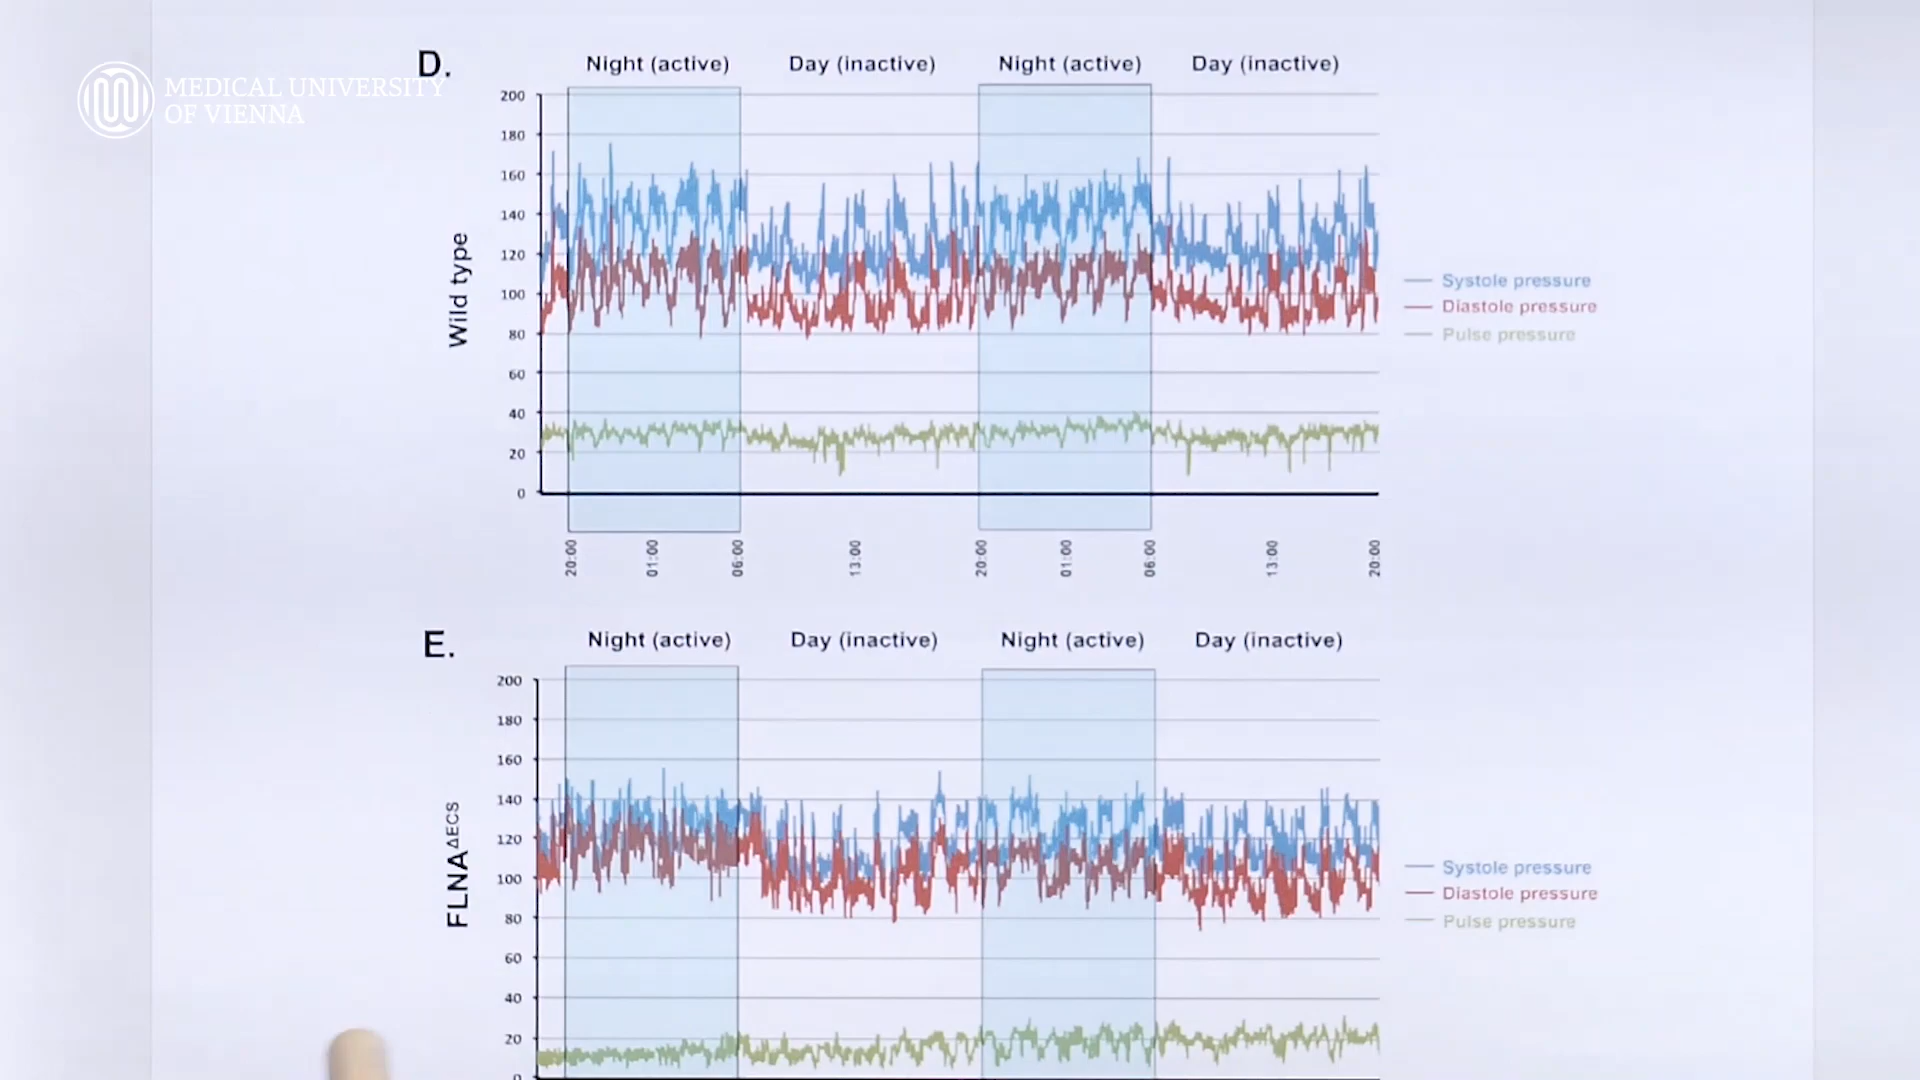 MEDICAL UNIVERSITY
OF VIENNA
D.
Night (active) Day (inactive) Night (active) Day (inactive)
200
180
160
140
120
100
80
60
40
20
0
Wild type
Systole pressure
Diastole pressure
Pulse pressure
20:00 01:00 06:00 13:00 20:00 01:00 06:00 13:00 20:00
E.
Night (active) Day (inactive) Night (active) Day (inactive)
200
180
160
140
120
100
80
60
40
20
0
FLNAΔECS
Systole pressure
Diastole pressure
Pulse pressure